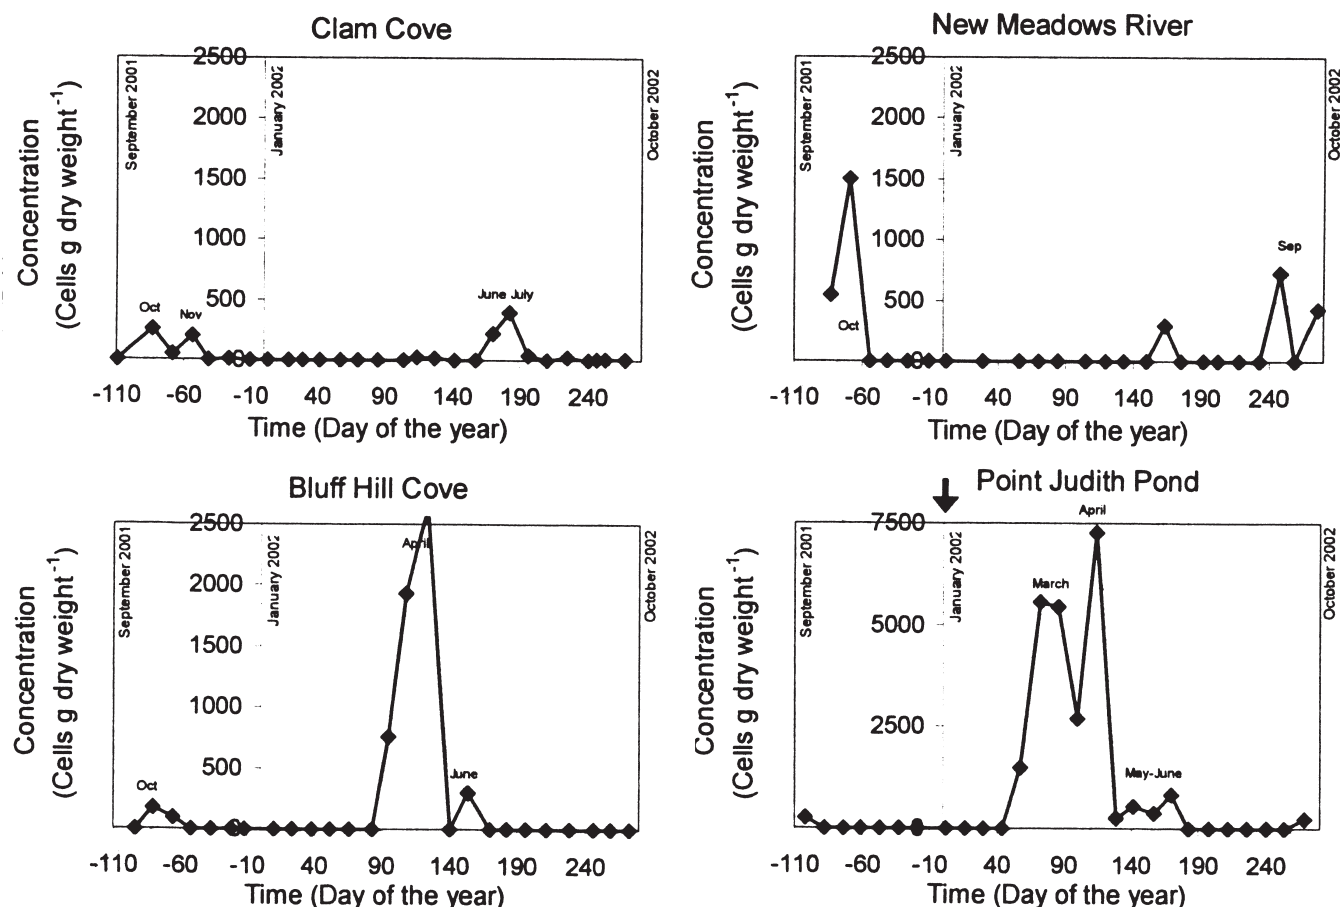 Clam Cove
2500
2000
1500
1000
500
0
September 2001
January 2002
October 2002
Oct
Nov
June July
Concentration
(Cells g dry weight⁻¹)
-110 -60 -10 40 90 140 190 240
Time (Day of the year)
New Meadows River
2500
2000
1500
1000
500
0
September 2001
January 2002
October 2002
Oct
Sep
Concentration
(Cells g dry weight⁻¹)
-110 -60 -10 40 90 140 190 240
Time (Day of the year)
Bluff Hill Cove
2500
2000
1500
1000
500
0
September 2001
January 2002
October 2002
Oct
April
June
Concentration
(Cells g dry weight⁻¹)
-110 -60 -10 40 90 140 190 240
Time (Day of the year)
Point Judith Pond
7500
5000
2500
0
September 2001
January 2002
October 2002
March
April
May-June
Concentration
(Cells g dry weight⁻¹)
-110 -60 -10 40 90 140 190 240
Time (Day of the year)